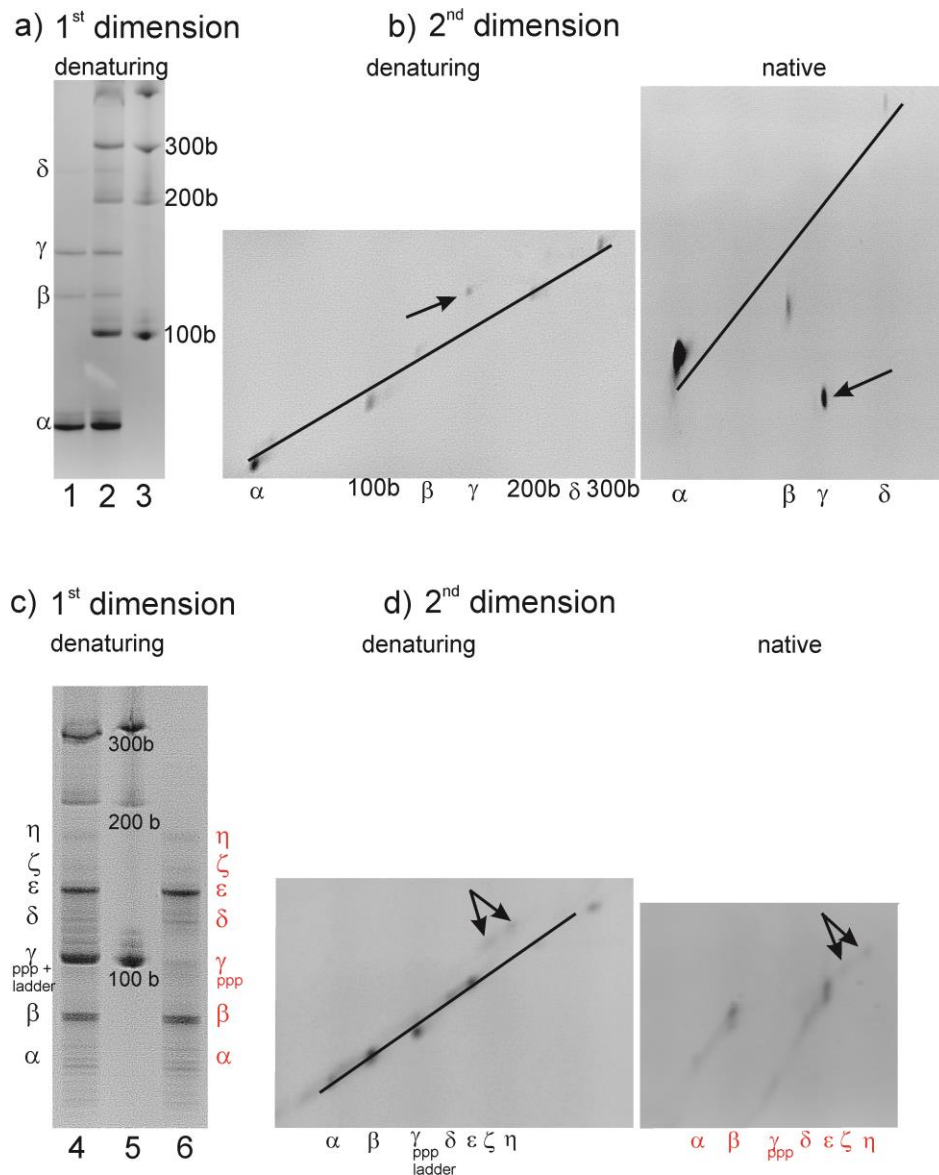 a) 1st dimension
denaturing
δ
γ
β
α
300b
200b
100b
1 2 3
b) 2nd dimension
denaturing
native
α 100b β γ 200b δ 300b
α β γ δ
c) 1st dimension
denaturing
η
ζ
ε
δ
γ
ppp +
ladder
β
α
300b
200 b
100 b
η
ζ
ε
δ
γ
ppp
β
α
4 5 6
d) 2nd dimension
denaturing
native
α β γ δ ε ζ η
ppp
ladder
α β γ δ ε ζ η
ppp